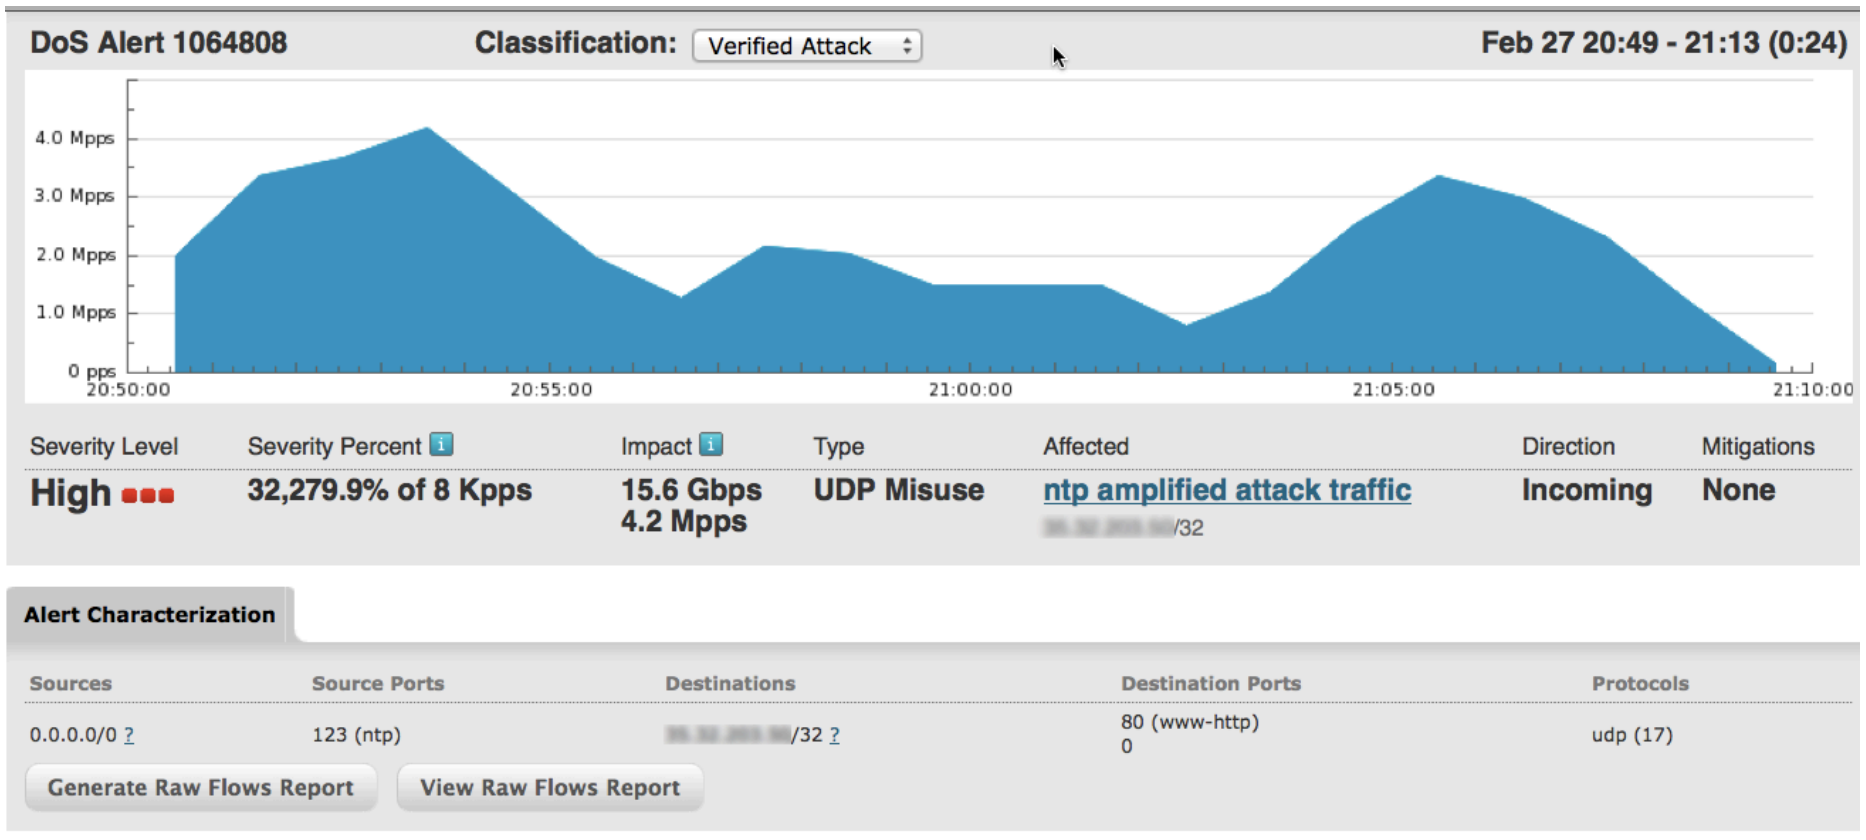 DoS Alert 1064808 Classification: Verified Attack Feb 27 20:49 - 21:13 (0:24)
4.0 Mpps
3.0 Mpps
2.0 Mpps
1.0 Mpps
0 pps
20:50:00 20:55:00 21:00:00 21:05:00 21:10:00
Severity Level Severity Percent i Impact i Type Affected Direction Mitigations
High 32,279.9% of 8 Kpps 15.6 Gbps UDP Misuse ntp amplified attack traffic Incoming None
4.2 Mpps /32
Alert Characterization
Sources Source Ports Destinations Destination Ports Protocols
0.0.0.0/0 ? 123 (ntp) /32 ? 80 (www-http) udp (17)
0
Generate Raw Flows Report View Raw Flows Report